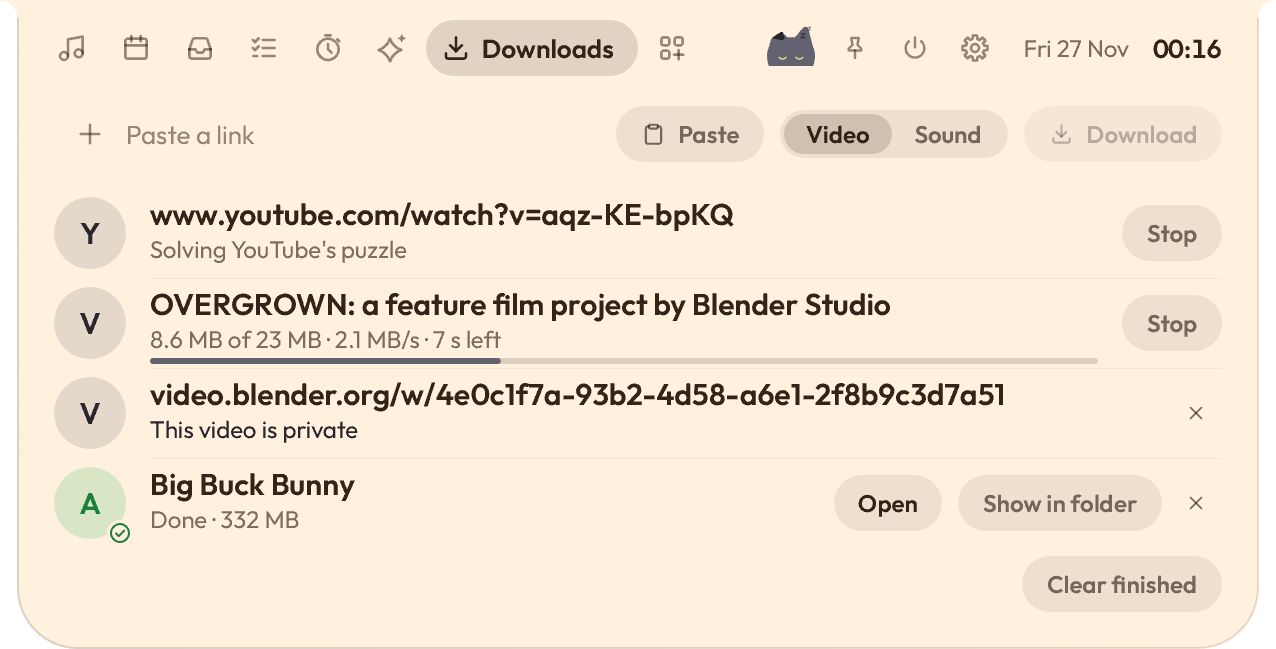 Downloads
Fri 27 Nov 00:16
Paste a link
Paste
Video
Sound
Download
Y
www.youtube.com/watch?v=aqz-KE-bpKQ
Solving YouTube's puzzle
Stop
V
OVERGROWN: a feature film project by Blender Studio
8.6 MB of 23 MB · 2.1 MB/s · 7 s left
Stop
V
video.blender.org/w/4e0c1f7a-93b2-4d58-a6e1-2f8b9c3d7a51
This video is private
A
Big Buck Bunny
Done · 332 MB
Open
Show in folder
Clear finished